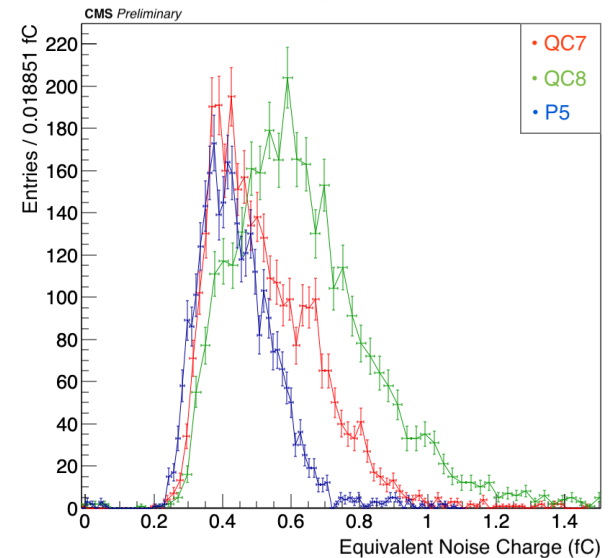 CMS Preliminary
Entries / 0.018851 fC
220
200
180
160
140
120
100
80
60
40
20
0
QC7
QC8
P5
0 0.2 0.4 0.6 0.8 1 1.2 1.4
Equivalent Noise Charge (fC)